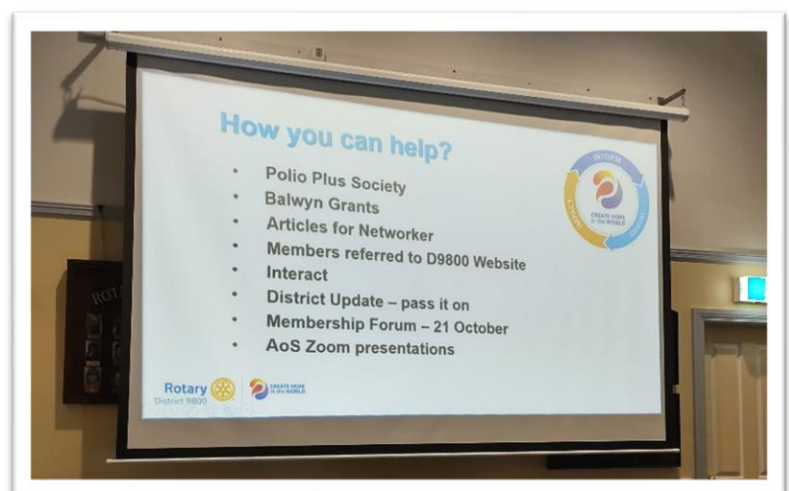 How you can help?
• Polio Plus Society
• Balwyn Grants
• Articles for Networker
• Members referred to D9800 Website
• Interact
• District Update – pass it on
• Membership Forum – 21 October
• AoS Zoom presentations
INFORM
CREATE HOPE
in the WORLD
Rotary
District 9800
CREATE HOPE
in the WORLD
ROT